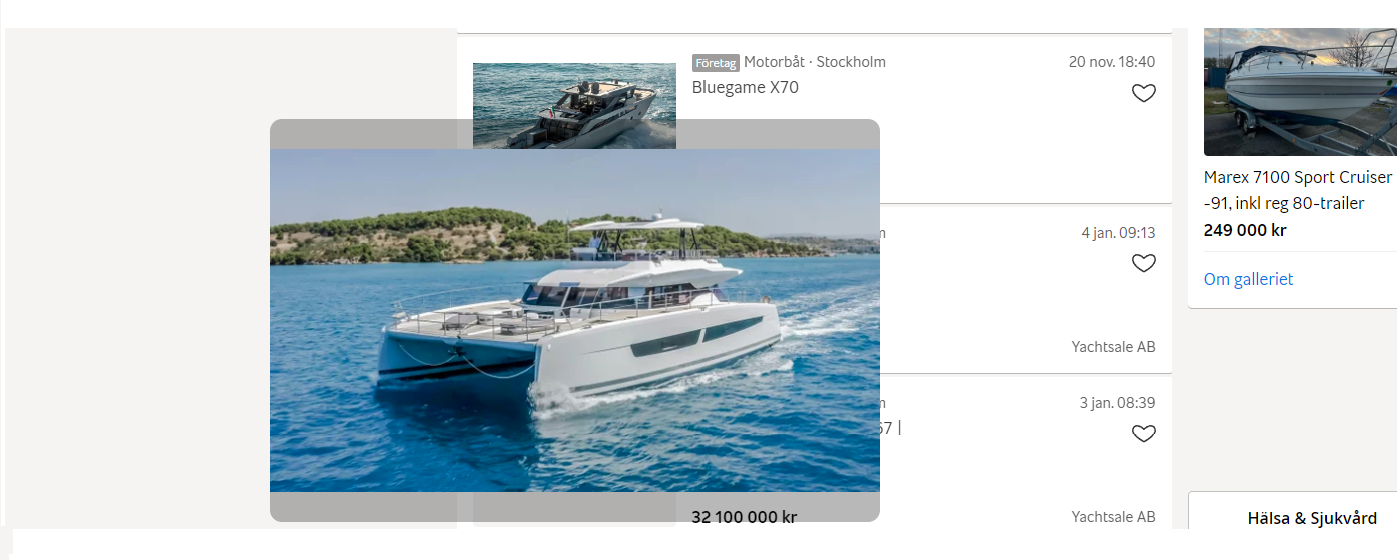 Företag Motorbåt · Stockholm
20 nov. 18:40
Bluegame X70
4 jan. 09:13
Yachtsale AB
3 jan. 08:39
67 |
32 100 000 kr
Yachtsale AB
Marex 7100 Sport Cruiser
-91, inkl reg 80-trailer
249 000 kr
Om galleriet
Hälsa & Sjukvård